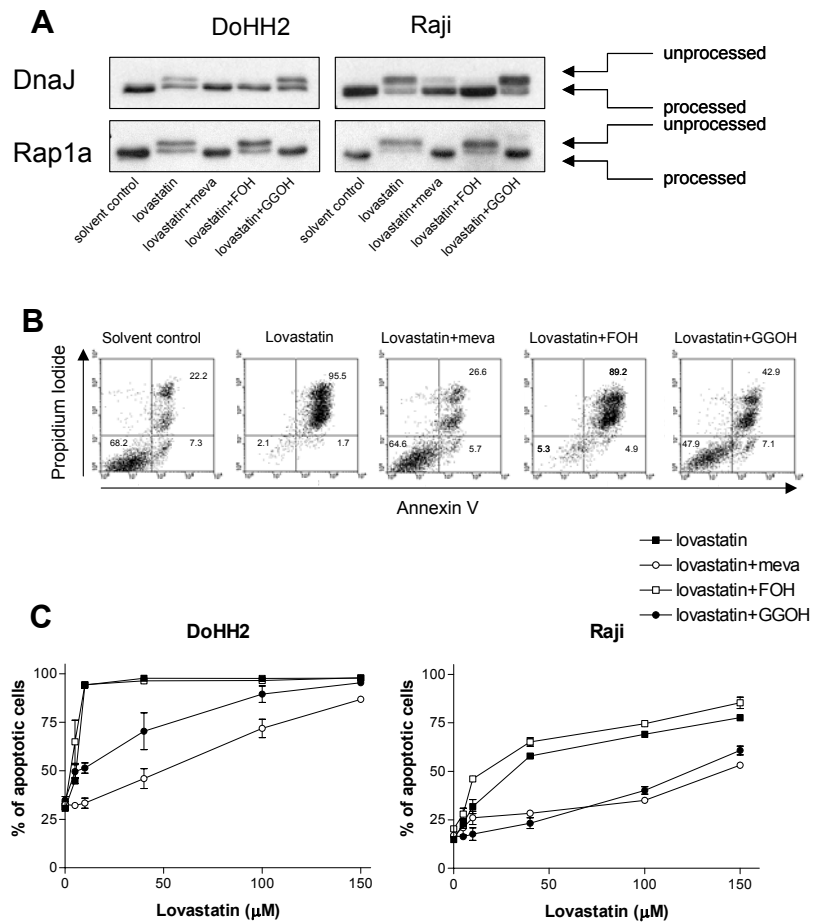 A
DoHH2 Raji
DnaJ
unprocessed
processed
Rap1a
unprocessed
processed
solvent control
lovastatin
lovastatin+meva
lovastatin+FOH
lovastatin+GGOH
solvent control
lovastatin
lovastatin+meva
lovastatin+FOH
lovastatin+GGOH
B
Solvent control Lovastatin Lovastatin+meva Lovastatin+FOH Lovastatin+GGOH
Propidium Iodide
22.2 95.5 26.6 89.2 42.9
68.2 7.3 2.1 1.7 64.6 5.7 5.3 4.9 47.9 7.1
Annexin V
lovastatin
lovastatin+meva
lovastatin+FOH
lovastatin+GGOH
C
DoHH2 Raji
% of apoptotic cells
100
75
50
25
0
0 50 100 150
Lovastatin (μM)
% of apoptotic cells
100
75
50
25
0
0 50 100 150
Lovastatin (μM)